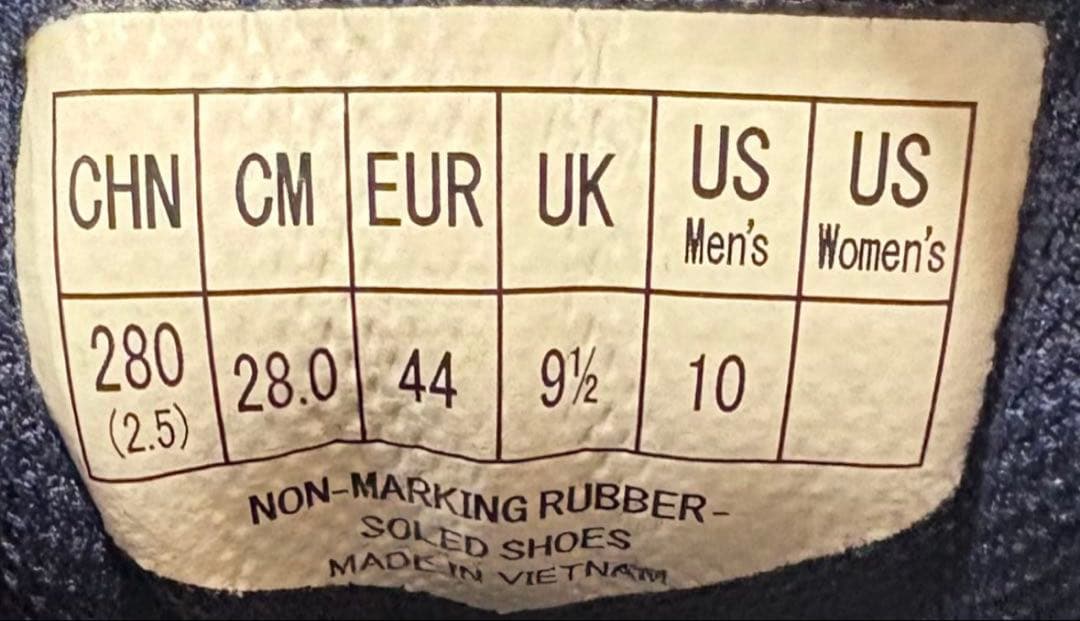 CHN CM EUR UK US Men's US Women's
280 (2.5) 28.0 44 9½ 10
NON-MARKING RUBBER-
SOLED SHOES
MADE IN VIETNAM